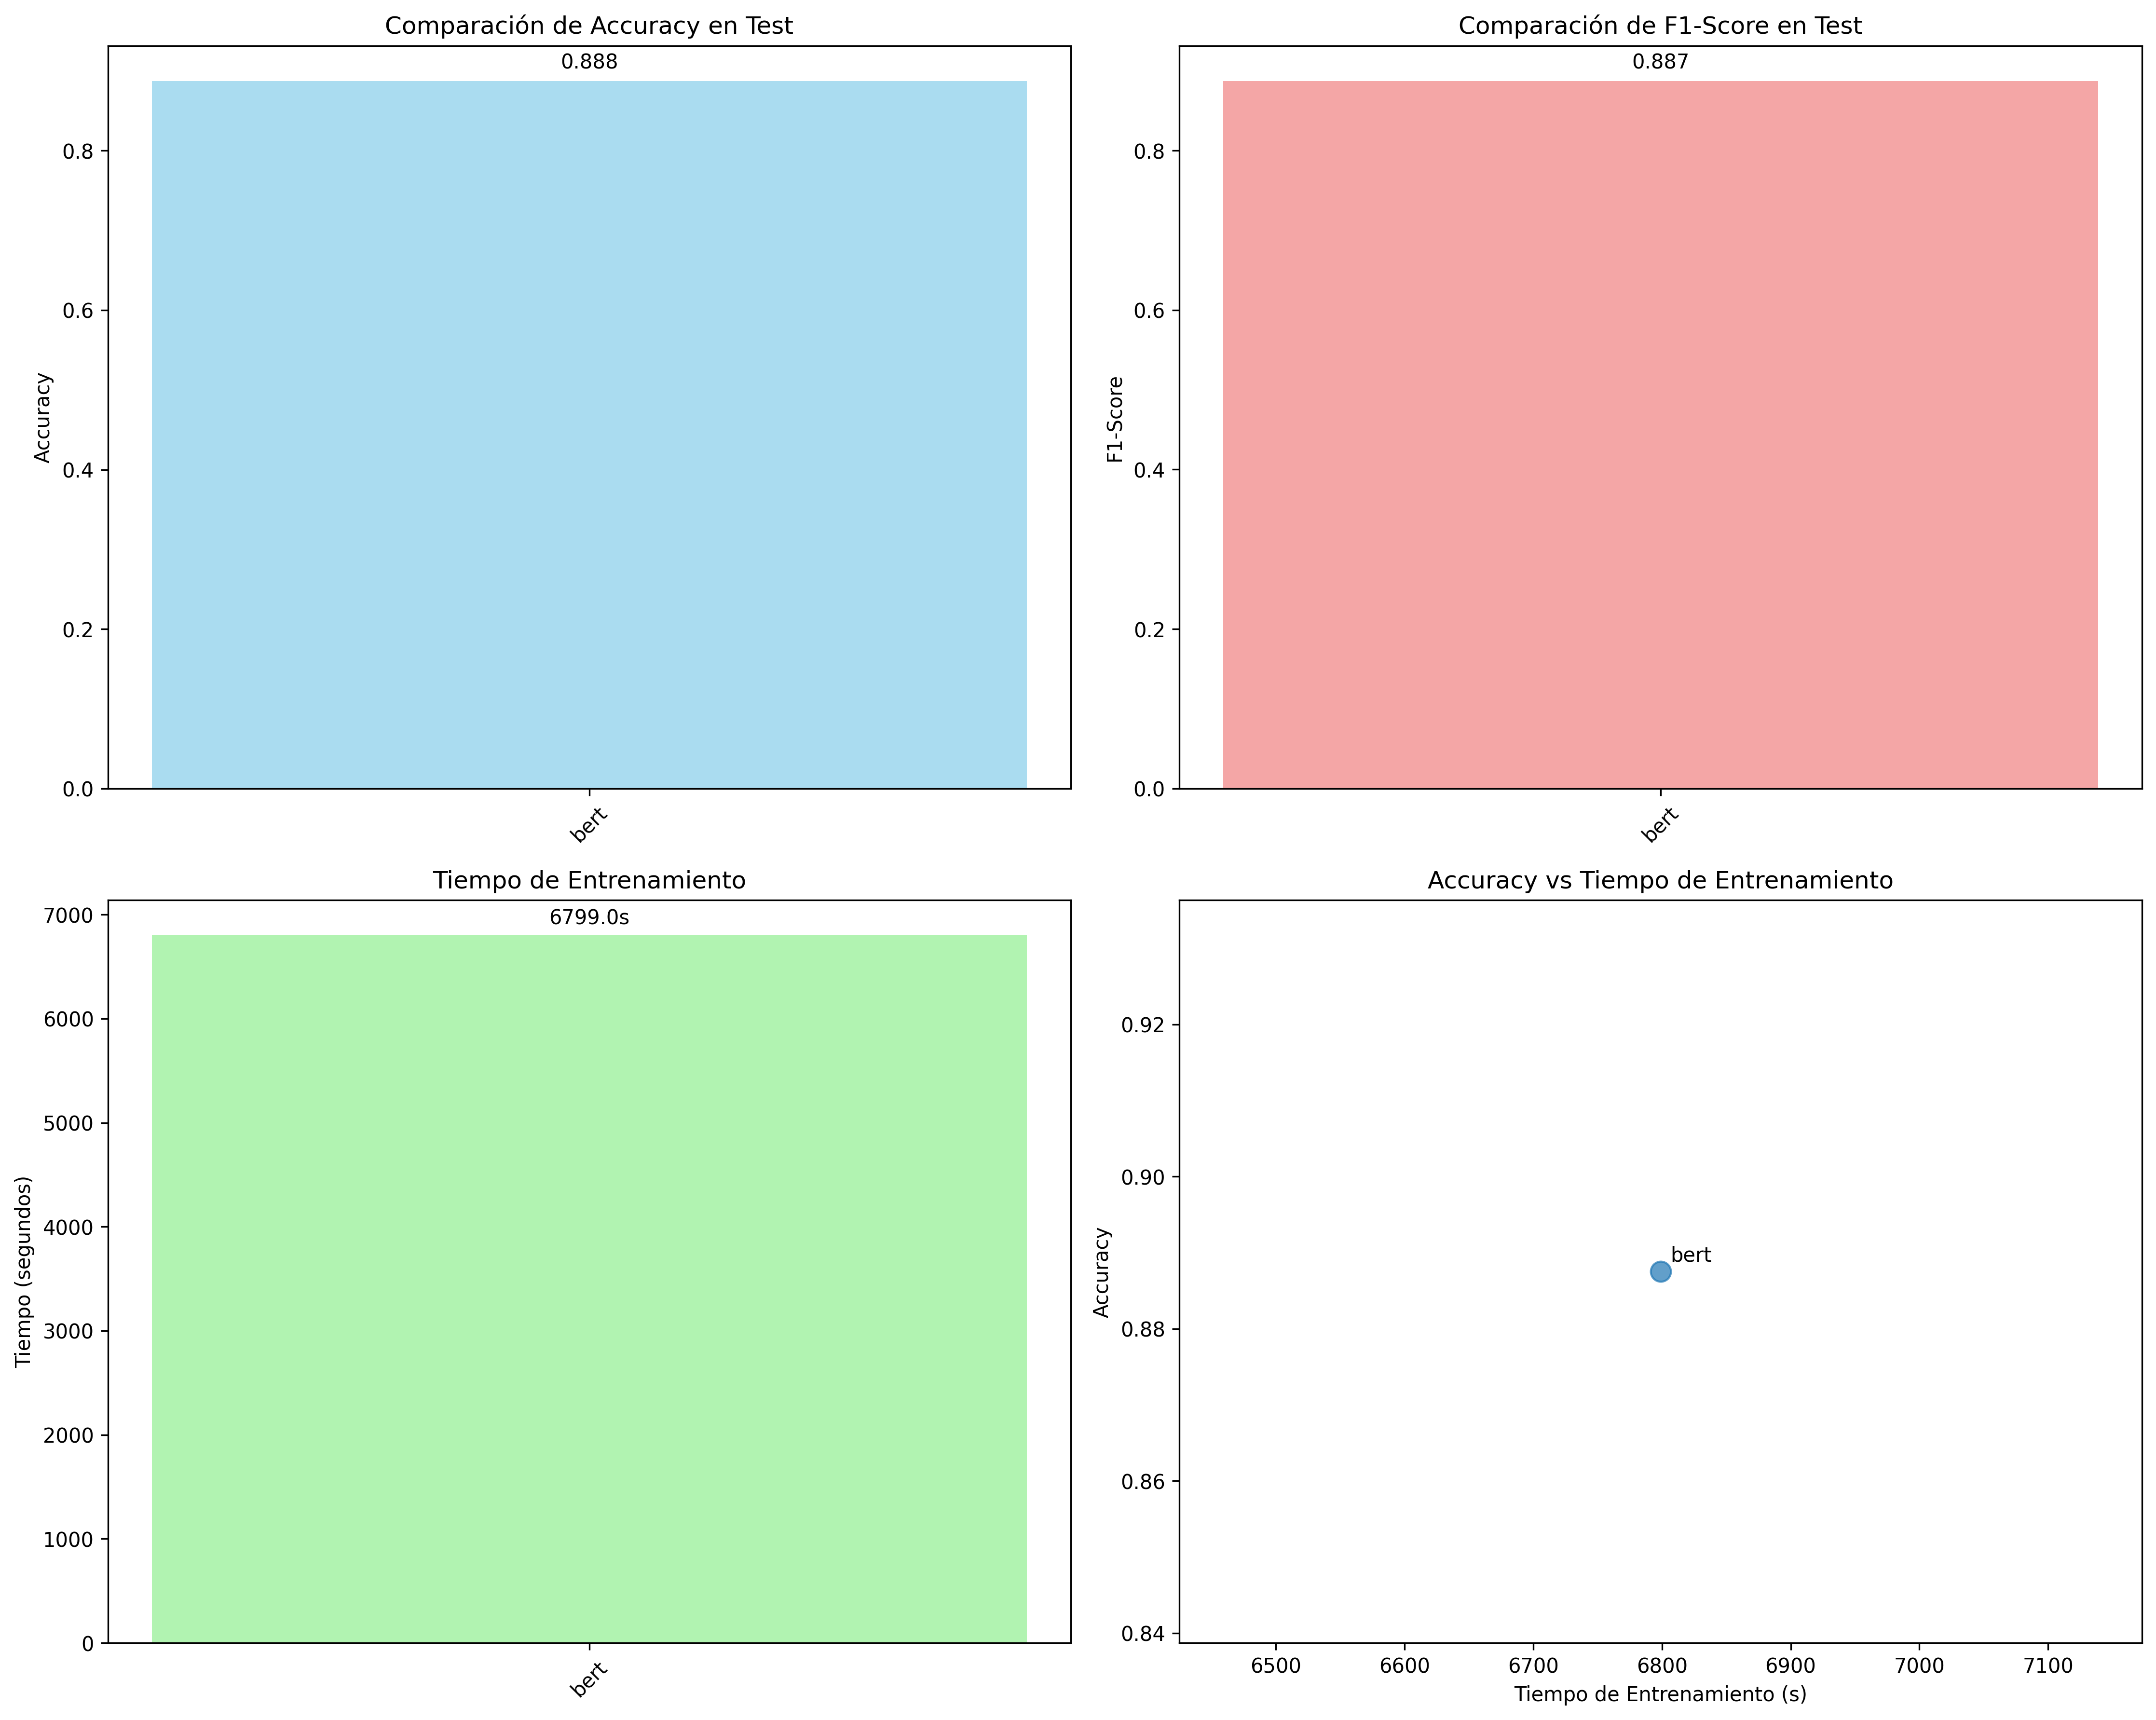 Comparación de Accuracy en Test
0.888
Accuracy
0.8
0.6
0.4
0.2
0.0
bert
Comparación de F1-Score en Test
0.887
F1-Score
0.8
0.6
0.4
0.2
0.0
bert
Tiempo de Entrenamiento
6799.0s
Tiempo (segundos)
7000
6000
5000
4000
3000
2000
1000
0
bert
Accuracy vs Tiempo de Entrenamiento
Accuracy
0.92
0.90
0.88
0.86
0.84
bert
6500 6600 6700 6800 6900 7000 7100
Tiempo de Entrenamiento (s)